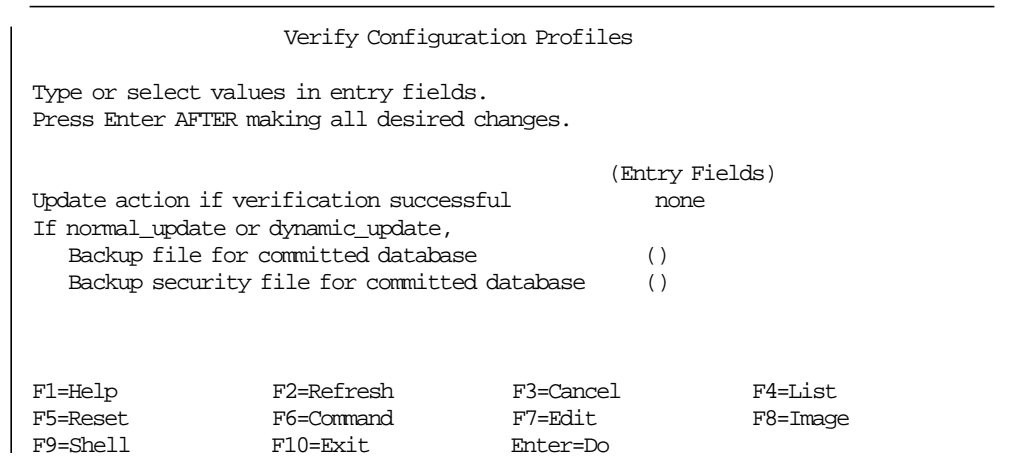 Verify Configuration Profiles
Type or select values in entry fields.
Press Enter AFTER making all desired changes.
(Entry Fields)
Update action if verification successful none
If normal_update or dynamic_update,
Backup file for committed database ()
Backup security file for committed database ()
F1=Help F2=Refresh F3=Cancel F4=List
F5=Reset F6=Command F7=Edit F8=Image
F9=Shell F10=Exit Enter=Do